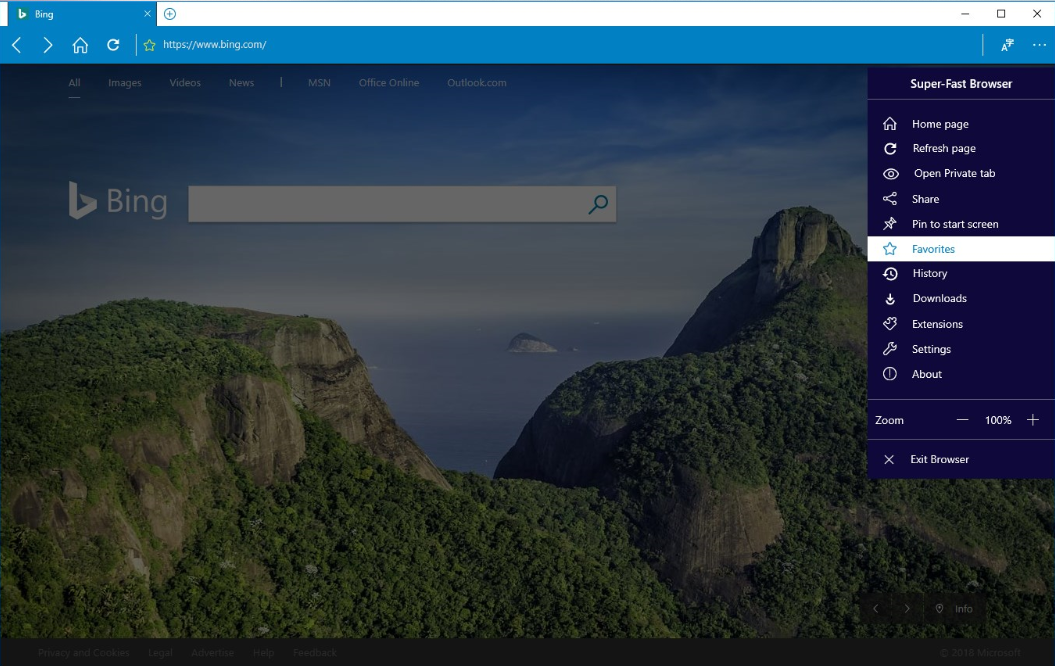 Bing
https://www.bing.com/
All Images Videos News | MSN Office Online Outlook.com
Bing
Super-Fast Browser
Home page
Refresh page
Open Private tab
Share
Pin to start screen
Favorites
History
Downloads
Extensions
Settings
About
Zoom — 100% +
Exit Browser
Info
Privacy and Cookies Legal Advertise Help Feedback © 2018 Microsoft